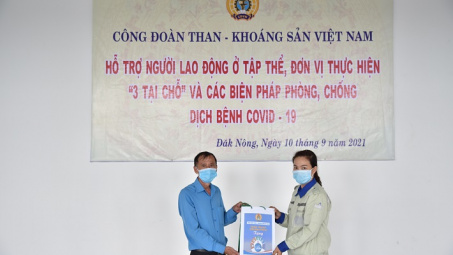 CÔNG ĐOÀN THAN - KHOÁNG SẢN VIỆT NAM
HỖ TRỢ NGƯỜI LAO ĐỘNG Ở TẬP THỂ, ĐƠN VỊ THỰC HIỆN
"3 TẠI CHỖ" VÀ CÁC BIỆN PHÁP PHÒNG, CHỐNG
DỊCH BỆNH COVID - 19
Đăk Nông, Ngày 10 tháng 9 năm 2021